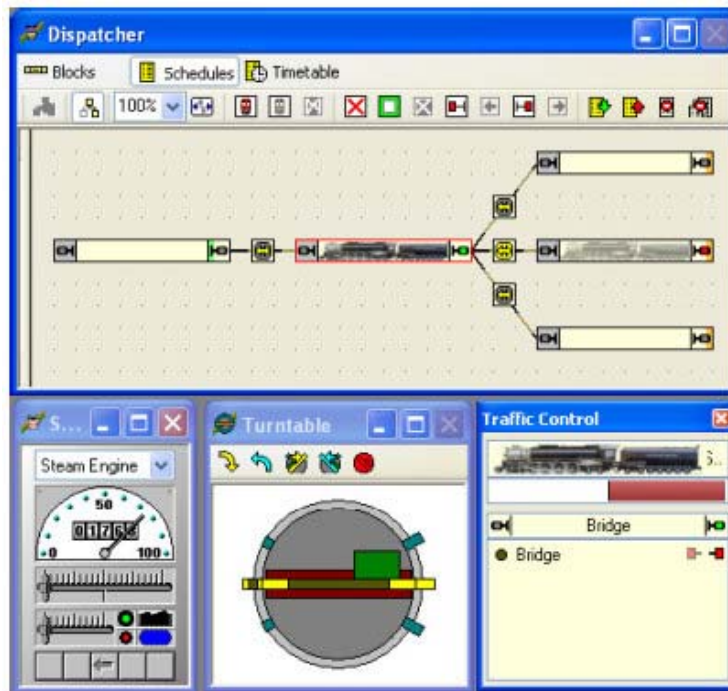 Dispatcher
Blocks Schedules Timetable
100%
S... Turntable Traffic Control
Steam Engine
S..
50
0 100
Bridge
Bridge